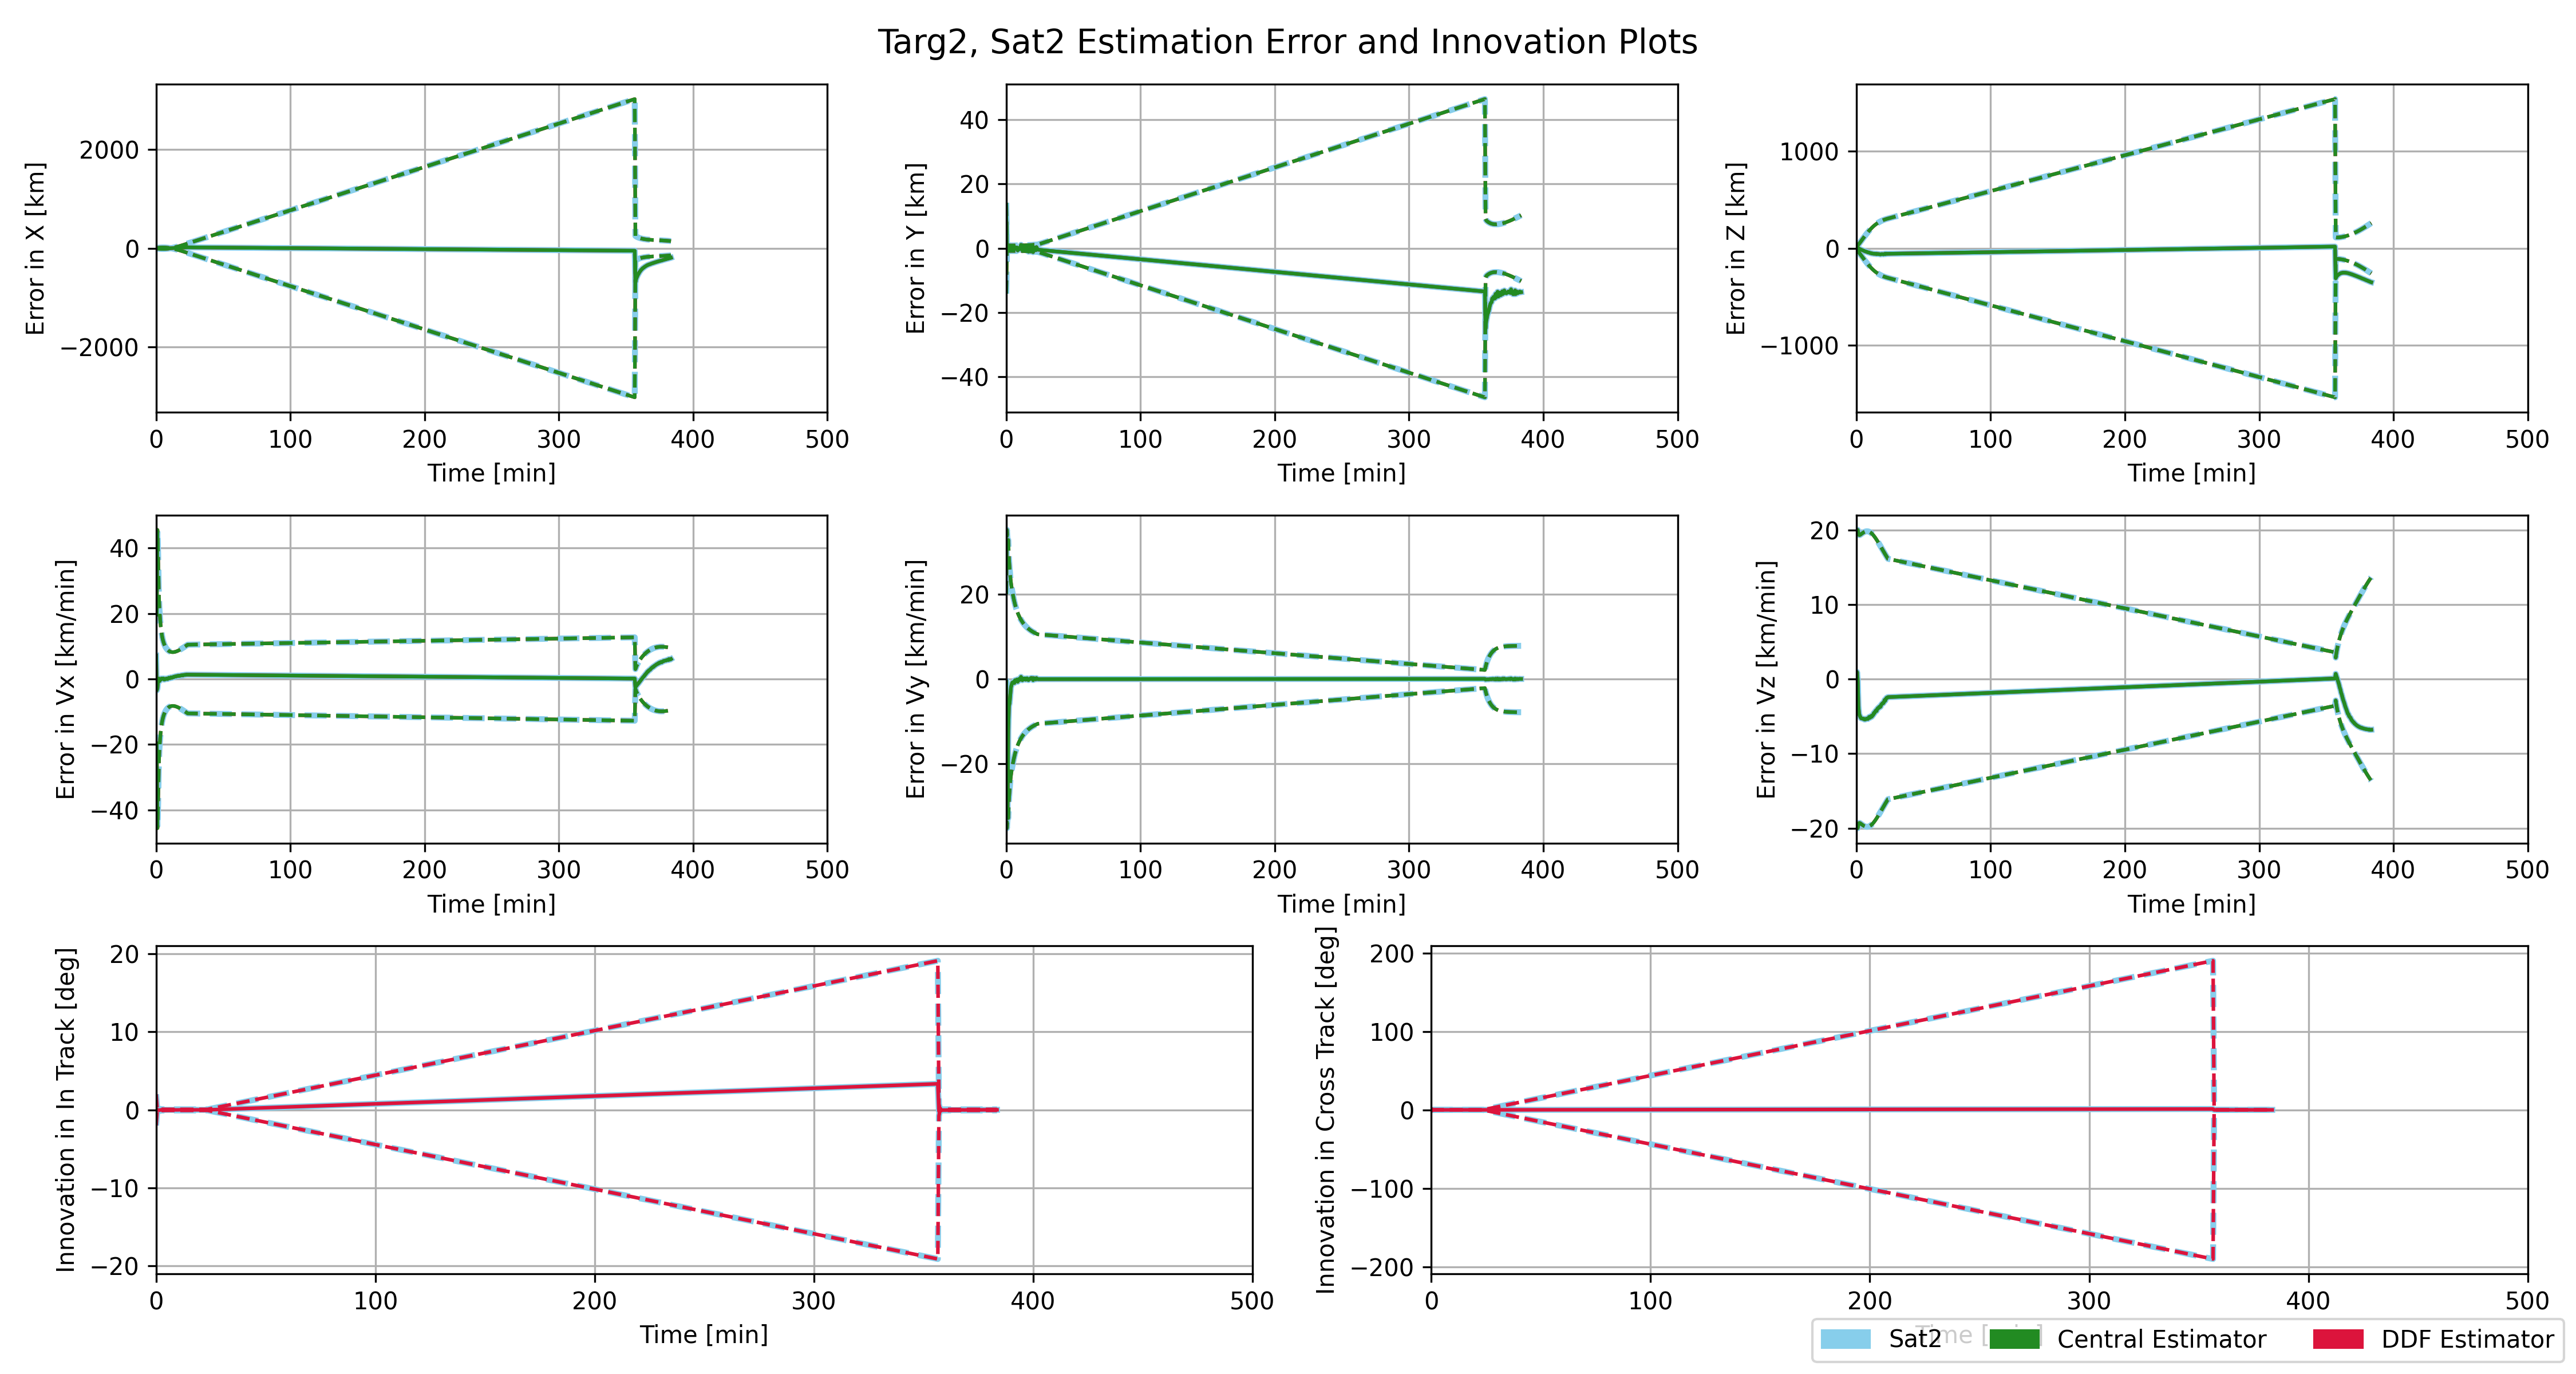 Targ2, Sat2 Estimation Error and Innovation Plots
Error in X [km]
2000
0
−2000
0 100 200 300 400 500
Time [min]
Error in Y [km]
40
20
0
−20
−40
0 100 200 300 400 500
Time [min]
Error in Z [km]
1000
0
−1000
0 100 200 300 400 500
Time [min]
Error in Vx [km/min]
40
20
0
−20
−40
0 100 200 300 400 500
Time [min]
Error in Vy [km/min]
20
0
−20
0 100 200 300 400 500
Time [min]
Error in Vz [km/min]
20
10
0
−10
−20
0 100 200 300 400 500
Time [min]
Innovation in In Track [deg]
20
10
0
−10
−20
0 100 200 300 400 500
Time [min]
Innovation in Cross Track [deg]
200
100
0
−100
−200
0 100 200 300 400 500
Time [min]
Sat2 Central Estimator DDF Estimator